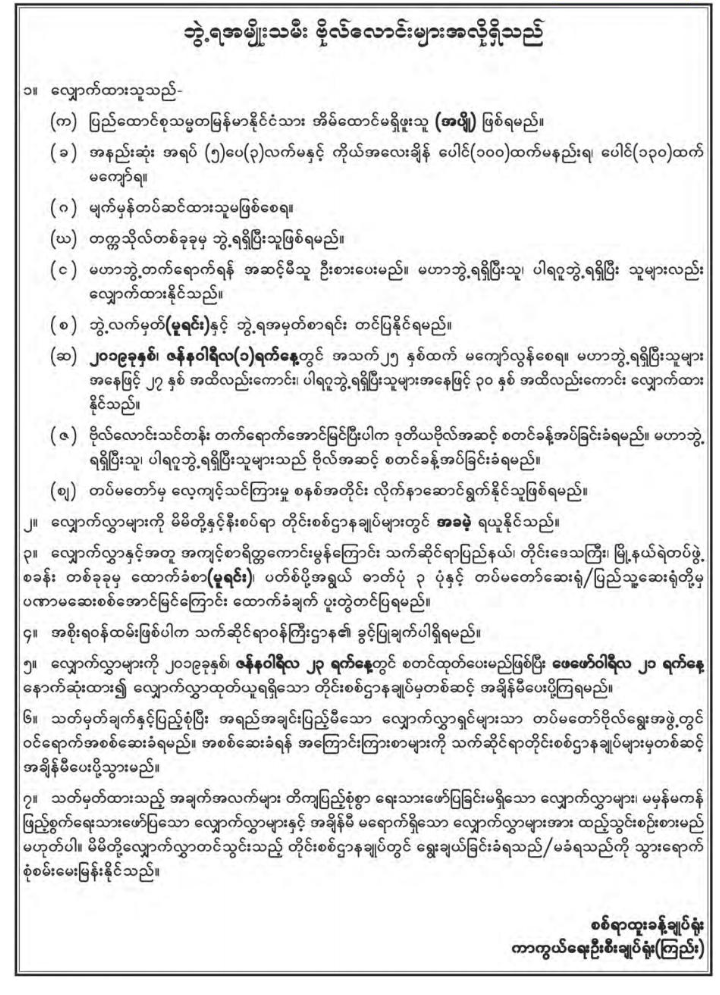 ဘွဲ့ရအမျိုးသမီး ဗိုလ်လောင်းများအလိုရှိသည်
၁။ လျှောက်ထားသူသည်-
(က) ပြည်ထောင်စုသမ္မတမြန်မာနိုင်ငံသား အိမ်ထောင်မရှိဖူးသူ (အပျို) ဖြစ်ရမည်။
(ခ) အနည်းဆုံး အရပ် (၅)ပေ(၃)လက်မနှင့် ကိုယ်အလေးချိန် ပေါင်(၁၀၀)ထက်မနည်းရ၊ ပေါင်(၁၃၀)ထက်
မကျော်ရ။
(ဂ) မျက်မှန်တပ်ဆင်ထားသူမဖြစ်စေရ။
(ဃ) တက္ကသိုလ်တစ်ခုခုမှ ဘွဲ့ရရှိပြီးသူဖြစ်ရမည်။
(င) မဟာဘွဲ့တက်ရောက်ရန် အဆင့်မီသူ ဦးစားပေးမည်။ မဟာဘွဲ့ရရှိပြီးသူ၊ ပါရဂူဘွဲ့ရရှိပြီး သူများလည်း
လျှောက်ထားနိုင်သည်။
(စ) ဘွဲ့လက်မှတ်(မူရင်း)နှင့် ဘွဲ့ရအမှတ်စာရင်း တင်ပြနိုင်ရမည်။
(ဆ) ၂၀၁၉ခုနှစ်၊ ဇန်နဝါရီလ(၁)ရက်နေ့တွင် အသက်၂၅ နှစ်ထက် မကျော်လွန်စေရ။ မဟာဘွဲ့ရရှိပြီးသူများ
အနေဖြင့် ၂၇ နှစ် အထိလည်းကောင်း၊ ပါရဂူဘွဲ့ရရှိပြီးသူများအနေဖြင့် ၃၀ နှစ် အထိလည်းကောင်း လျှောက်ထား
နိုင်သည်။
(ဇ) ဗိုလ်လောင်းသင်တန်း တက်ရောက်အောင်မြင်ပြီးပါက ဒုတိယဗိုလ်အဆင့် စတင်ခန့်အပ်ခြင်းခံရမည်။ မဟာဘွဲ့
ရရှိပြီးသူ၊ ပါရဂူဘွဲ့ရရှိပြီးသူများသည် ဗိုလ်အဆင့် စတင်ခန့်အပ်ခြင်းခံရမည်။
(ဈ) တပ်မတော်မှ လေ့ကျင့်သင်ကြားမှု စနစ်အတိုင်း လိုက်နာဆောင်ရွက်နိုင်သူဖြစ်ရမည်။
၂။ လျှောက်လွှာများကို မိမိတို့နှင့်နီးစပ်ရာ တိုင်းစစ်ဌာနချုပ်များတွင် အခမဲ့ ရယူနိုင်သည်။
၃။ လျှောက်လွှာနှင့်အတူ အကျင့်စာရိတ္တကောင်းမွန်ကြောင်း သက်ဆိုင်ရာပြည်နယ်၊ တိုင်းဒေသကြီး၊ မြို့နယ်ရဲတပ်ဖွဲ့
စခန်း တစ်ခုခုမှ ထောက်ခံစာ(မူရင်း)၊ ပတ်စ်ပို့အရွယ် ဓာတ်ပုံ ၃ ပုံနှင့် တပ်မတော်ဆေးရုံ/ပြည်သူ့ဆေးရုံတို့မှ
ပဏာမဆေးစစ်အောင်မြင်ကြောင်း ထောက်ခံချက် ပူးတွဲတင်ပြရမည်။
၄။ အစိုးရဝန်ထမ်းဖြစ်ပါက သက်ဆိုင်ရာဝန်ကြီးဌာန၏ ခွင့်ပြုချက်ပါရှိရမည်။
၅။ လျှောက်လွှာများကို ၂၀၁၉ခုနှစ်၊ ဇန်နဝါရီလ ၂၃ ရက်နေ့တွင် စတင်ထုတ်ပေးမည်ဖြစ်ပြီး ဖေဖော်ဝါရီလ ၂၁ ရက်နေ့
နောက်ဆုံးထား၍ လျှောက်လွှာထုတ်ယူရရှိသော တိုင်းစစ်ဌာနချုပ်မှတစ်ဆင့် အချိန်မီပေးပို့ကြရမည်။
၆။ သတ်မှတ်ချက်နှင့်ပြည့်စုံပြီး အရည်အချင်းပြည့်မီသော လျှောက်လွှာရှင်များသာ တပ်မတော်ဗိုလ်ရွေးအဖွဲ့တွင်
ဝင်ရောက်အစစ်ဆေးခံရမည်။ အစစ်ဆေးခံရန် အကြောင်းကြားစာများကို သက်ဆိုင်ရာတိုင်းစစ်ဌာနချုပ်များမှတစ်ဆင့်
အချိန်မီပေးပို့သွားမည်။
၇။ သတ်မှတ်ထားသည့် အချက်အလက်များ တိကျပြည့်စုံစွာ ရေးသားဖော်ပြခြင်းမရှိသော လျှောက်လွှာများ၊ မမှန်မကန်
ဖြည့်စွက်ရေးသားဖော်ပြသော လျှောက်လွှာများနှင့် အချိန်မီ မရောက်ရှိသော လျှောက်လွှာများအား ထည့်သွင်းစဉ်းစားမည်
မဟုတ်ပါ။ မိမိတို့လျှောက်လွှာတင်သွင်းသည့် တိုင်းစစ်ဌာနချုပ်တွင် ရွေးချယ်ခြင်းခံရသည်/မခံရသည်ကို သွားရောက်
စုံစမ်းမေးမြန်းနိုင်သည်။
စစ်ရာထူးခန့်ချုပ်ရုံး
ကာကွယ်ရေးဦးစီးချုပ်ရုံး(ကြည်း)